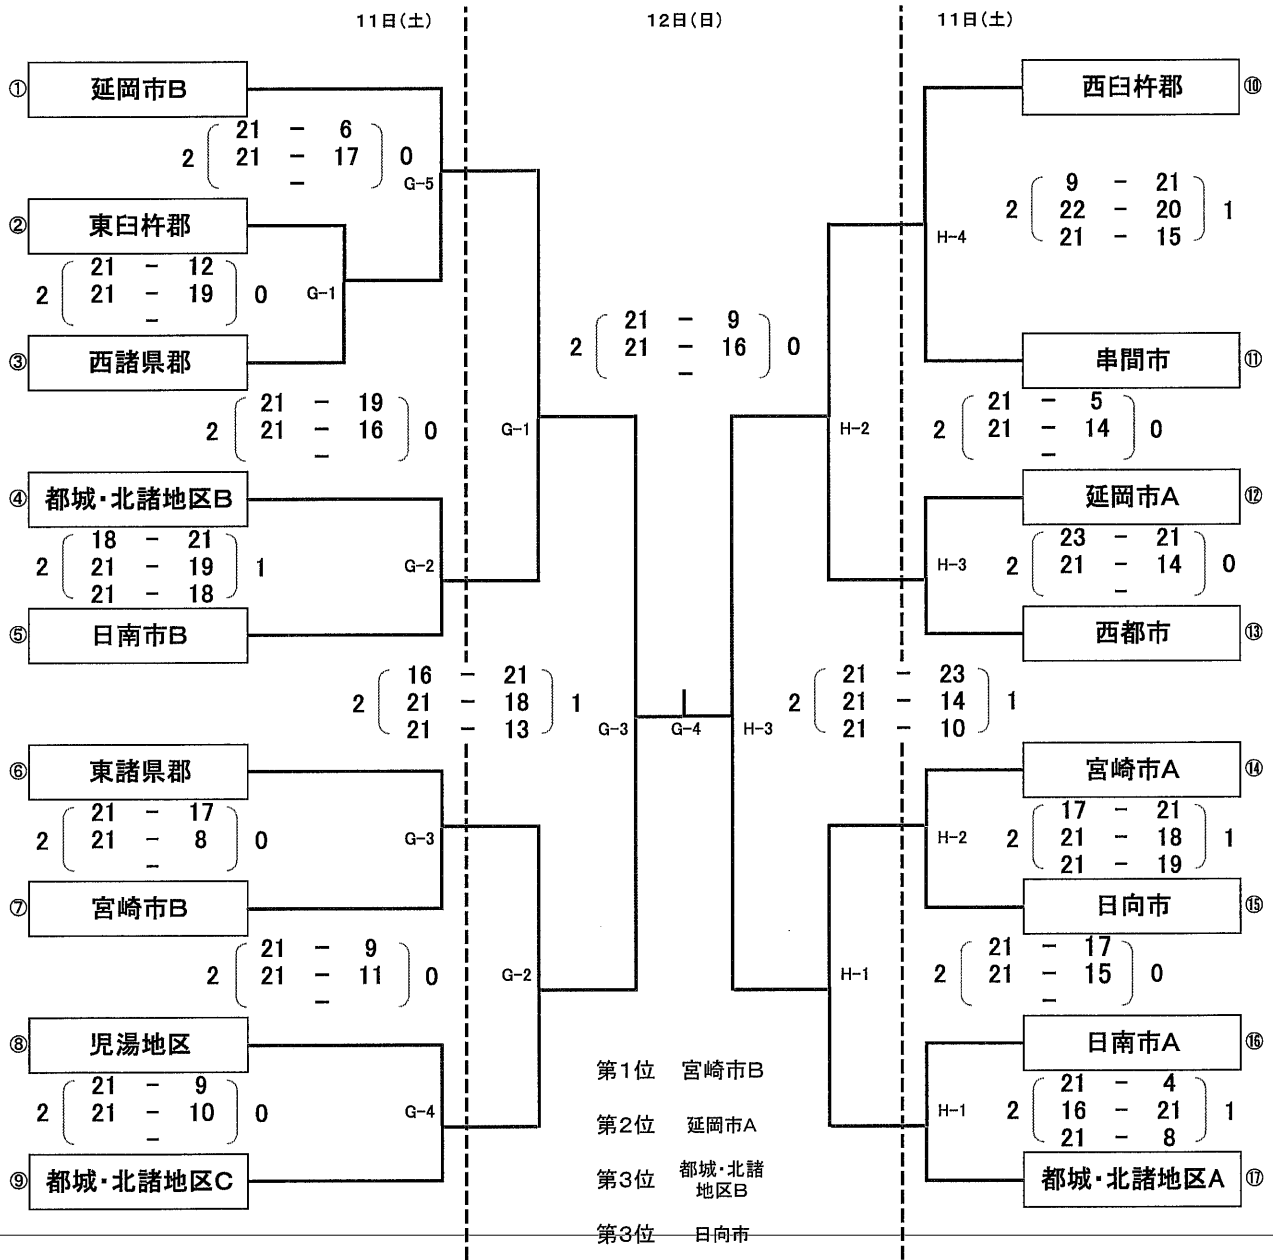 11日(土)
12日(日)
11日(土)
① 延岡市B
2 21 － 6 0
21 － 17
－
G-5
② 東臼杵郡
2 21 － 12 0
21 － 19
－
G-1
③ 西諸県郡
2 21 － 19 0
21 － 16
－
G-1
④ 都城・北諸地区B
2 18 － 21 1
21 － 19
21 － 18
G-2
⑤ 日南市B
2 16 － 21 1
21 － 18
21 － 13
G-3
⑥ 東諸県郡
2 21 － 17 0
21 － 8
－
G-3
⑦ 宮崎市B
2 21 － 9 0
21 － 11
－
G-2
⑧ 児湯地区
2 21 － 9 0
21 － 10
－
G-4
⑨ 都城・北諸地区C
2 21 － 9 0
21 － 16
－
G-4
⑩ 西臼杵郡
2 9 － 21 1
22 － 20
21 － 15
H-4
⑪ 串間市
2 21 － 5 0
21 － 14
－
H-2
⑫ 延岡市A
2 23 － 21 0
21 － 14
－
H-3
⑬ 西都市
2 21 － 23 1
21 － 14
21 － 10
H-3
⑭ 宮崎市A
2 17 － 21 1
21 － 18
21 － 19
H-2
⑮ 日向市
2 21 － 17 0
21 － 15
－
H-1
⑯ 日南市A
2 21 － 4 1
16 － 21
21 － 8
H-1
⑰ 都城・北諸地区A
第1位 宮崎市B
第2位 延岡市A
第3位 都城・北諸
地区B
第3位 日向市